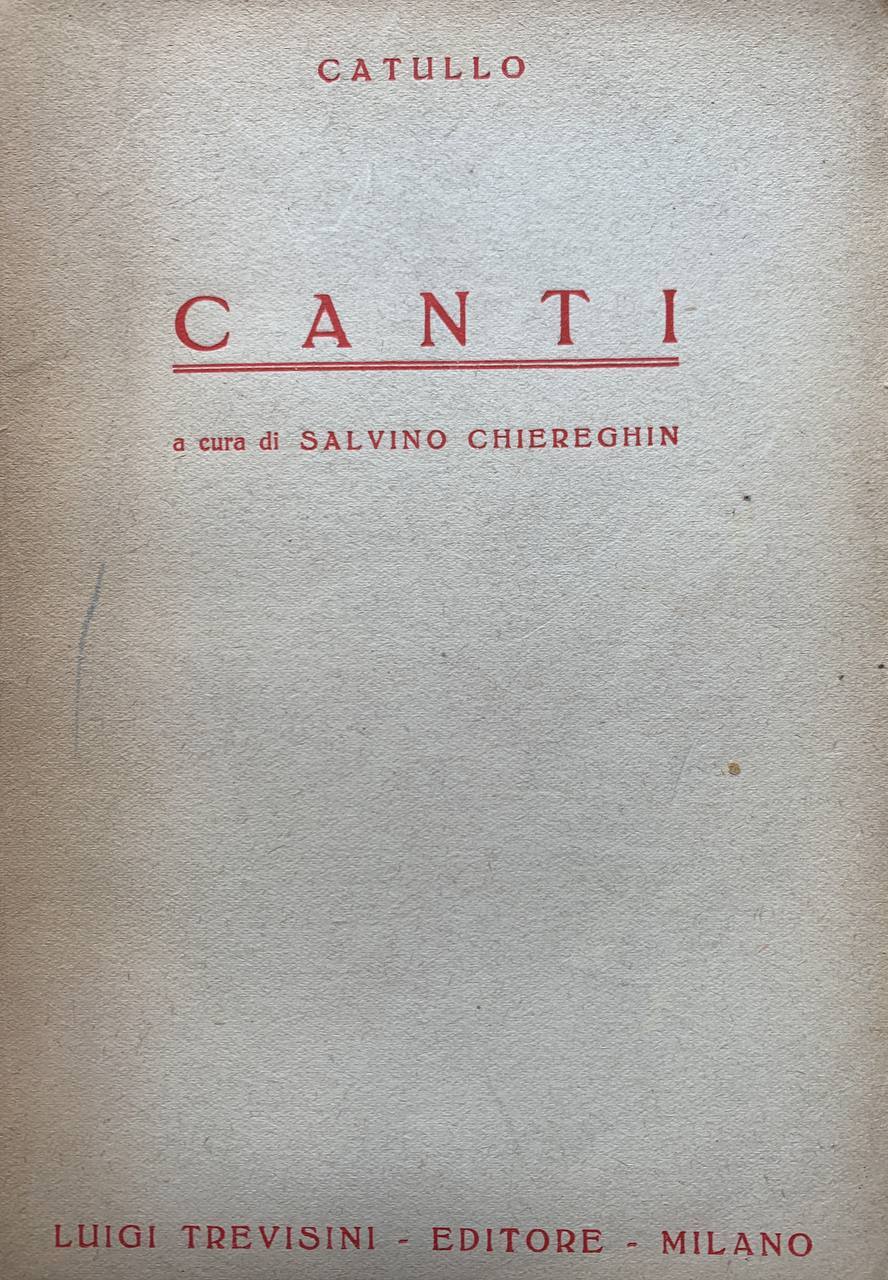 CATULLO
CANTI
a cura di SALVINO CHIEREGHIN
LUIGI TREVISINI - EDITORE - MILANO